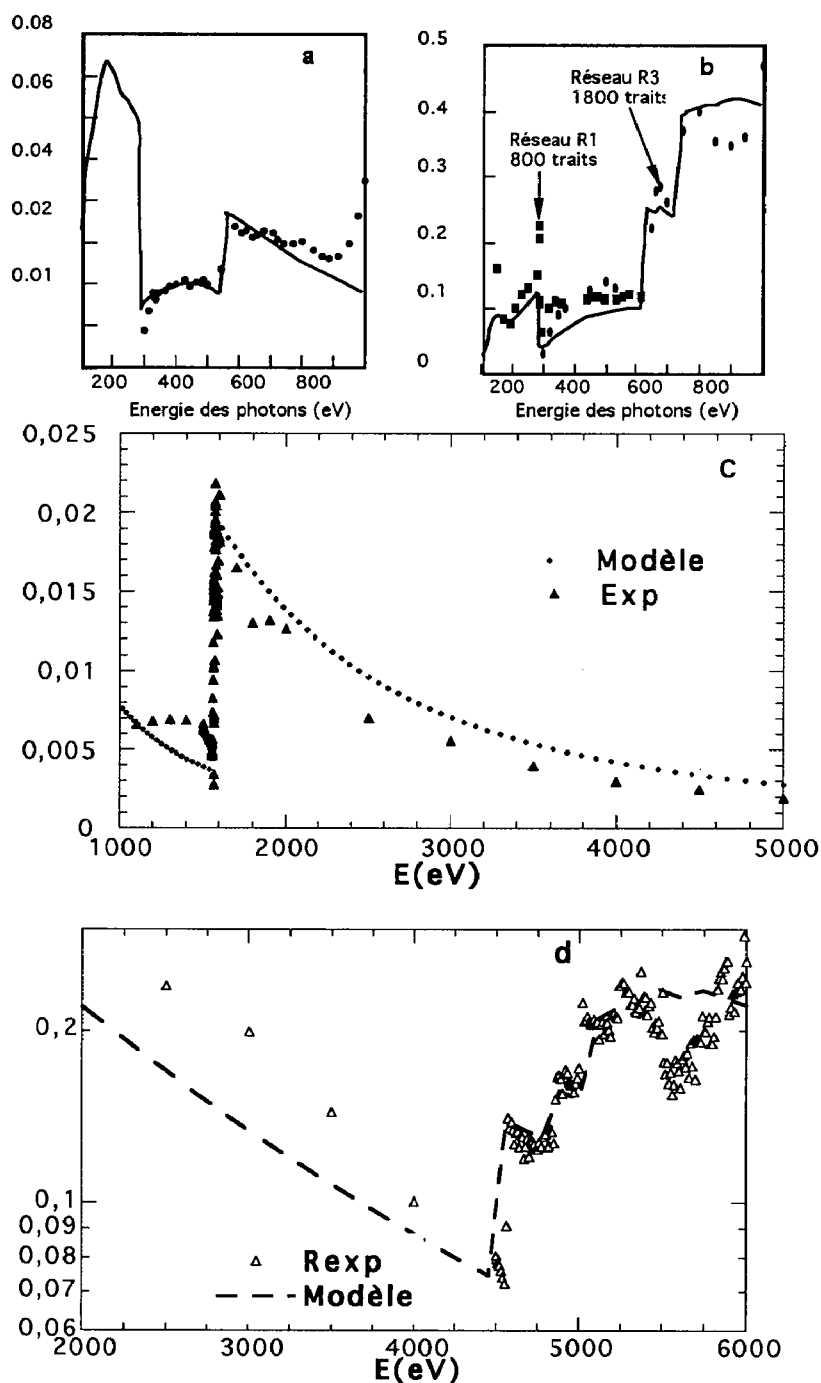 0.08
0.06
0.04
0.02
0.01
a
200 400 600 800
Energie des photons (eV)
0.5
0.4
0.3
0.2
0.1
0
b
Réseau R3
1800 traits
Réseau R1
800 traits
200 400 600 800
Energie des photons (eV)
0,025
0,02
0,015
0,01
0,005
0
c
Modèle
Exp
1000 2000 3000 4000 5000
E(eV)
d
0,2
0,1
0,09
0,08
0,07
0,06
Rexp
Modèle
2000 3000 4000 5000 6000
E(eV)